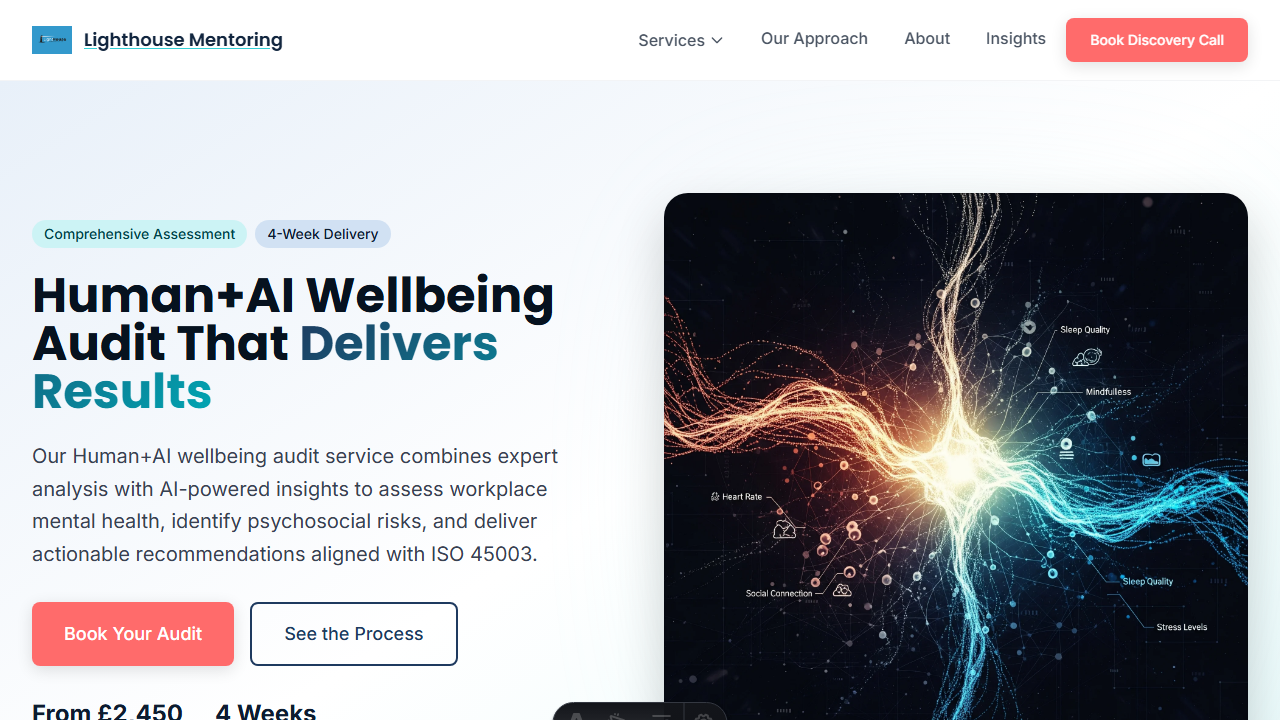 Lighthouse Mentoring
Services
Our Approach
About
Insights
Book Discovery Call
Comprehensive Assessment
4-Week Delivery
Human+AI Wellbeing
Audit That Delivers
Results
Our Human+AI wellbeing audit service combines expert
analysis with AI-powered insights to assess workplace
mental health, identify psychosocial risks, and deliver
actionable recommendations aligned with ISO 45003.
Book Your Audit
See the Process
From £2,450
4 Weeks
Sleep Quality
Mindfulless
Heart Rate
Social Connection
Sleep Quality
Stress Levels